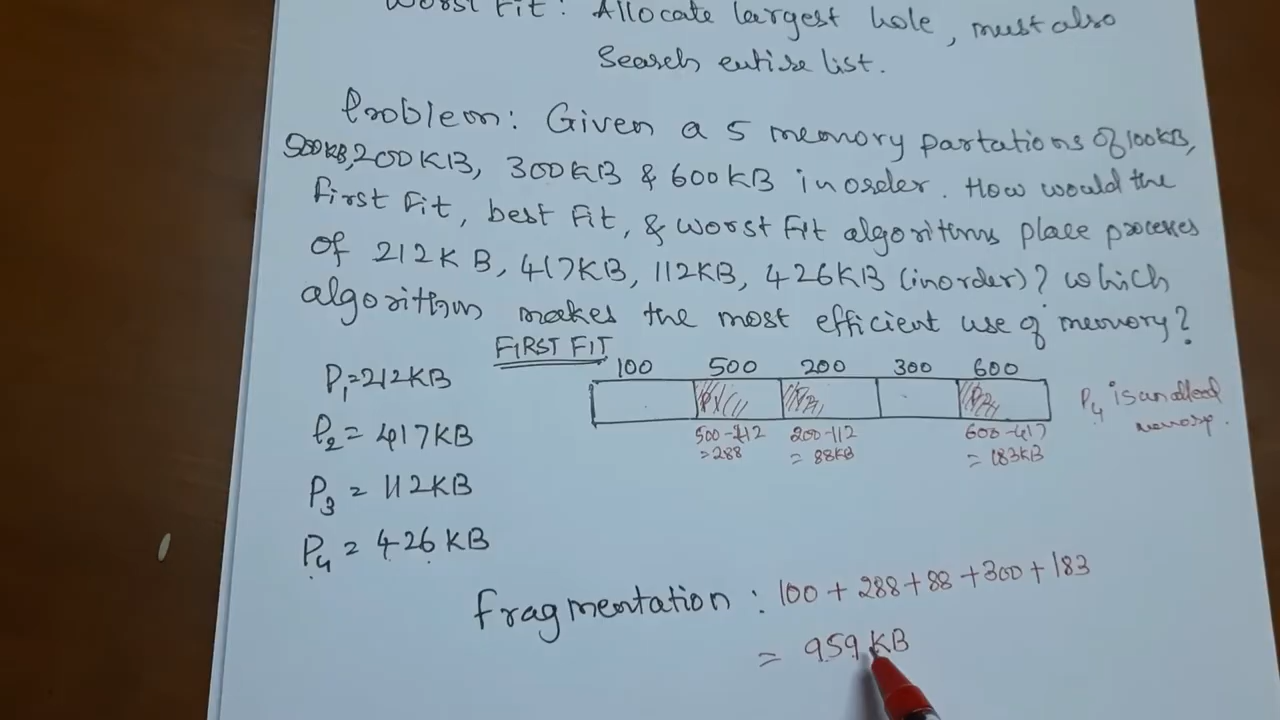 Worst Fit : Allocate largest hole, must also
Search entire list.
Problem: Given a 5 memory partations of 100KB,
500KB, 200KB, 300KB & 600KB inorder. How would the
First Fit, best Fit, & worst Fit algorithms place processes
of 212KB, 417KB, 112KB, 426KB (inorder)? which
algorithm makes the most efficient use of memory?
FIRST FIT
100 500 200 300 600
P1=212KB
P2 = 417KB
P3 = 112KB
P4 = 426KB
P1 P3 P2
500-212 200-112 600-417
=288 = 88KB = 183KB
P4 is
memory.
Fragmentation : 100 + 288 + 88 + 300 + 183
= 959 KB